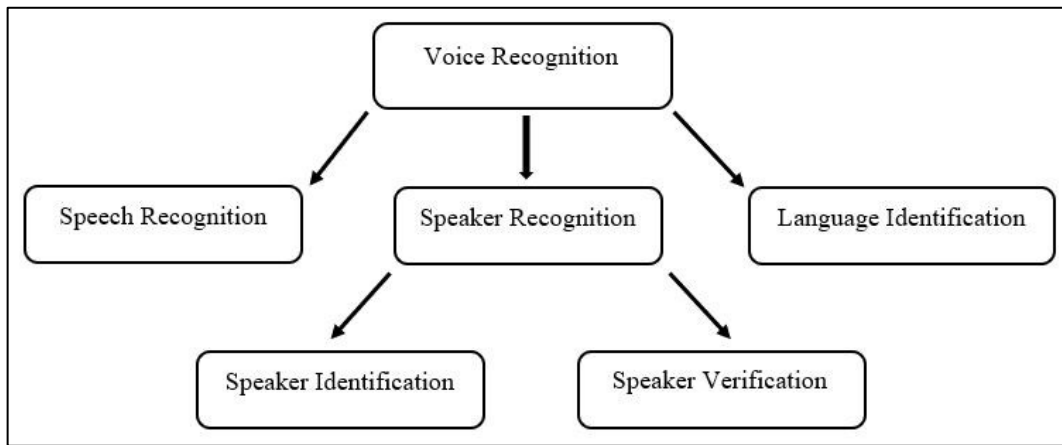 Voice Recognition
Speech Recognition
Speaker Recognition
Language Identification
Speaker Identification
Speaker Verification